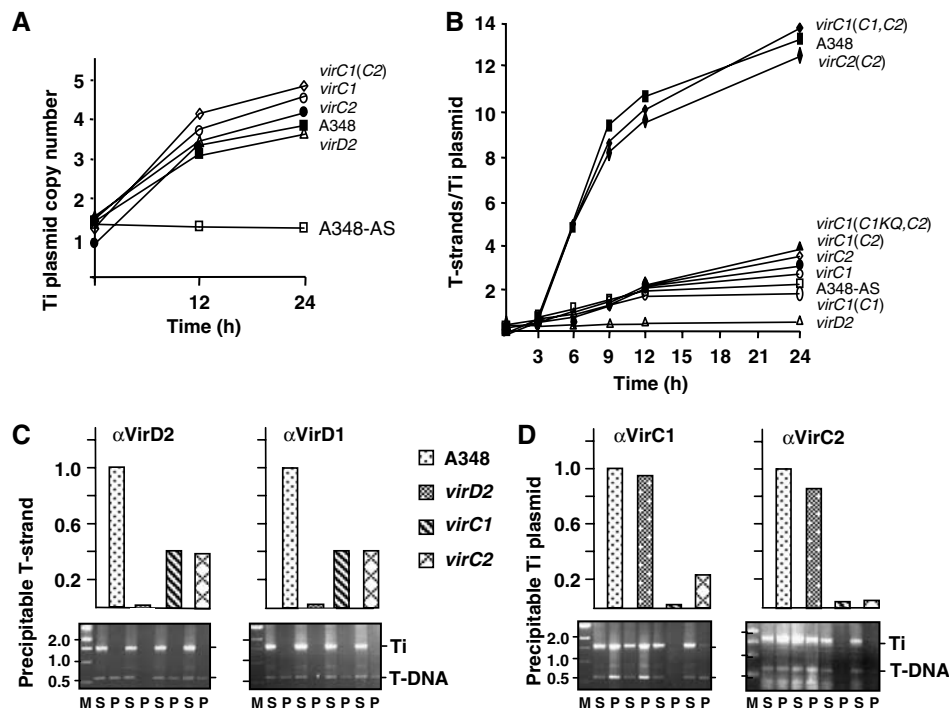 A
Ti plasmid copy number
5
4
3
2
1
12
24
Time (h)
virC1(C2)
virC1
virC2
A348
virD2
A348-AS
B
T-strands/Ti plasmid
14
12
10
8
6
4
2
3
6
9
12
15
18
21
24
Time (h)
virC1(C1,C2)
A348
virC2(C2)
virC1(C1KQ,C2)
virC1(C2)
virC2
virC1
A348-AS
virC1(C1)
virD2
C
αVirD2
αVirD1
Precipitable T-strand
1.0
0.6
0.2
2.0
1.0
0.5
M S P S P S P S P
M S P S P S P S P
Ti
T-DNA
A348
virD2
virC1
virC2
D
αVirC1
αVirC2
Precipitable Ti plasmid
1.0
0.6
0.2
2.0
1.0
0.5
M S P S P S P S P
M S P S P S P S P
Ti
T-DNA